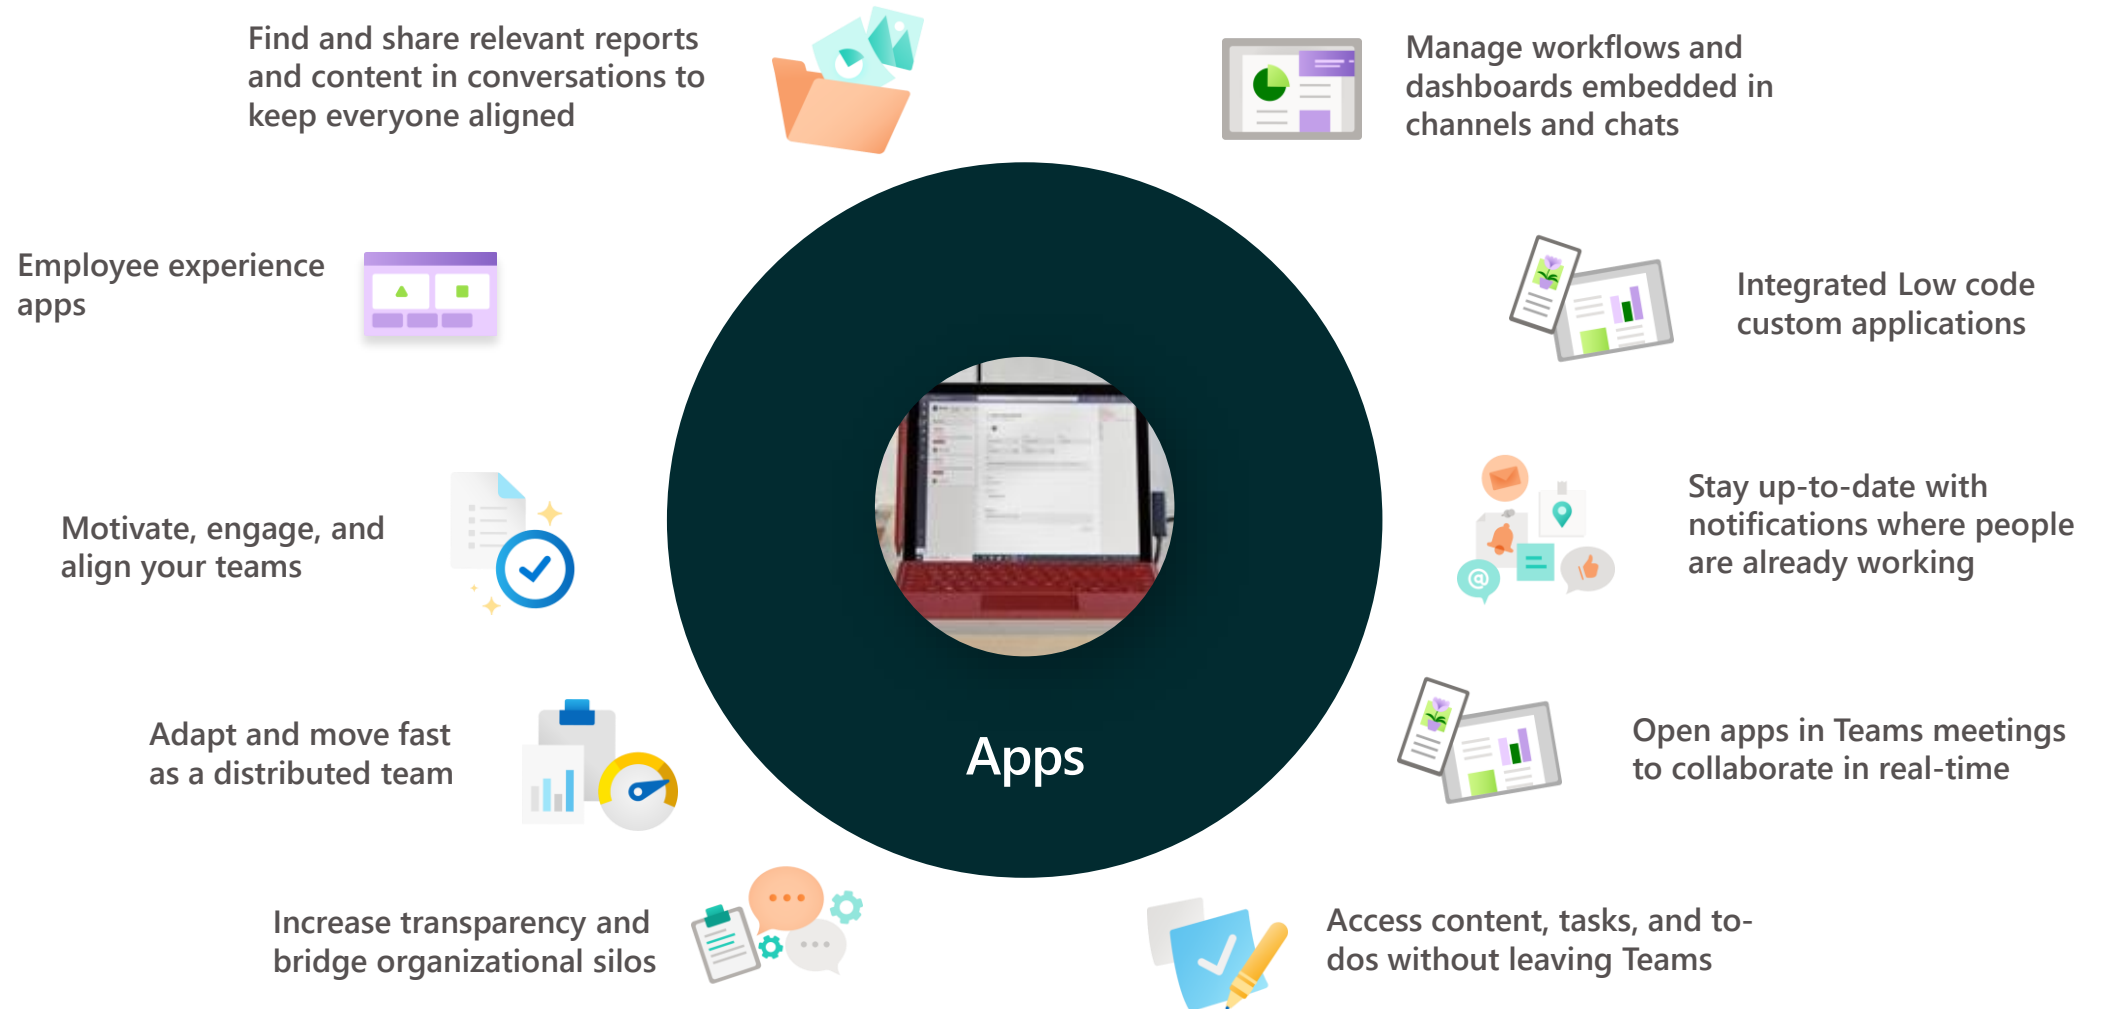 Find and share relevant reports
and content in conversations to
keep everyone aligned
Manage workflows and
dashboards embedded in
channels and chats
Employee experience
apps
Integrated Low code
custom applications
Motivate, engage, and
align your teams
Stay up-to-date with
notifications where people
are already working
Adapt and move fast
as a distributed team
Open apps in Teams meetings
to collaborate in real-time
Apps
Increase transparency and
bridge organizational silos
Access content, tasks, and to-
dos without leaving Teams
@